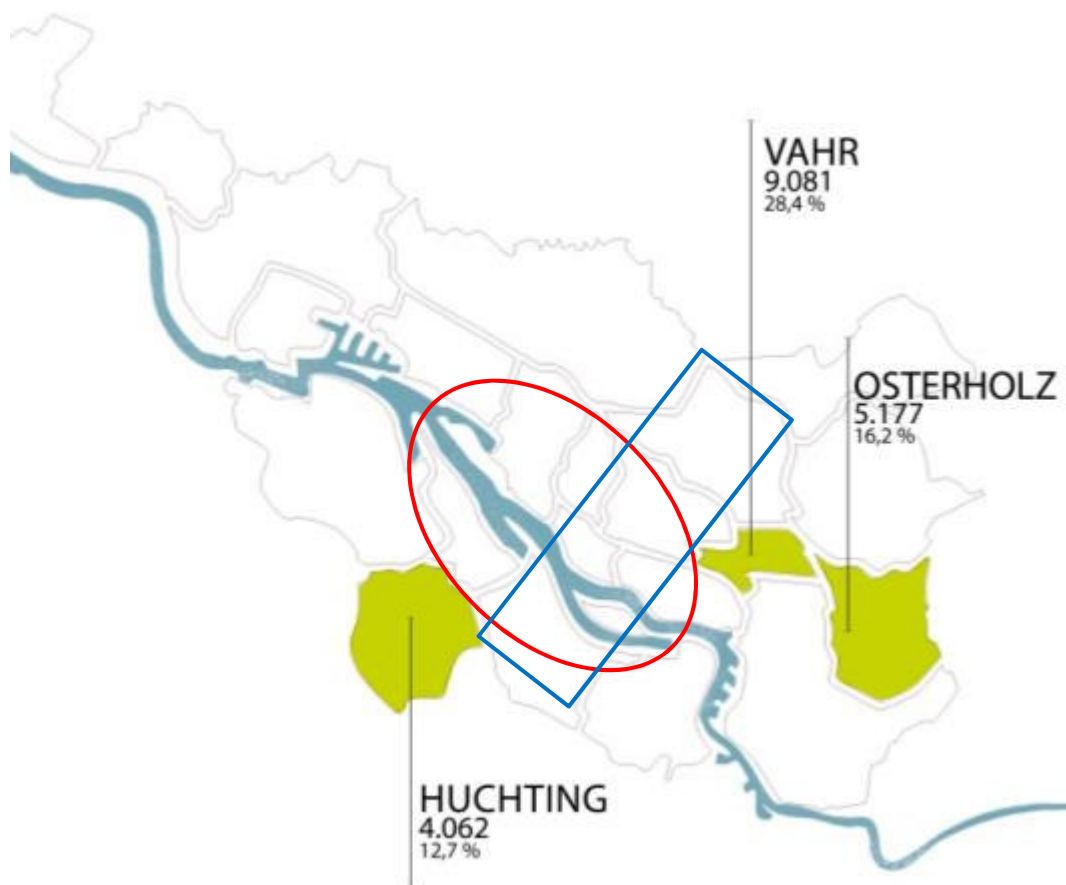 VAHR
9.081
28,4 %
OSTERHOLZ
5.177
16,2 %
HUCHTING
4.062
12,7 %